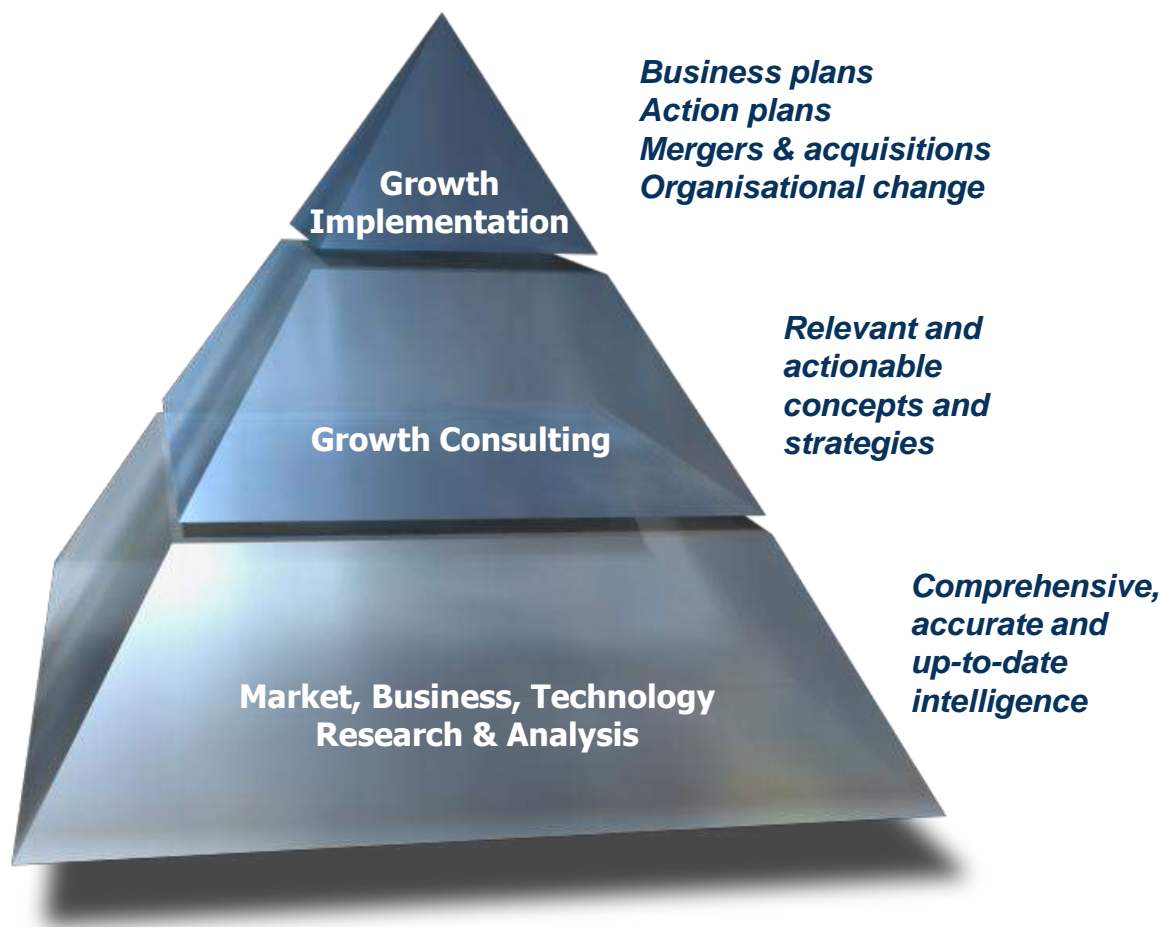 Business plans
Action plans
Mergers & acquisitions
Organisational change
Growth
Implementation
Relevant and
actionable
concepts and
strategies
Growth Consulting
Comprehensive,
accurate and
up-to-date
intelligence
Market, Business, Technology
Research & Analysis